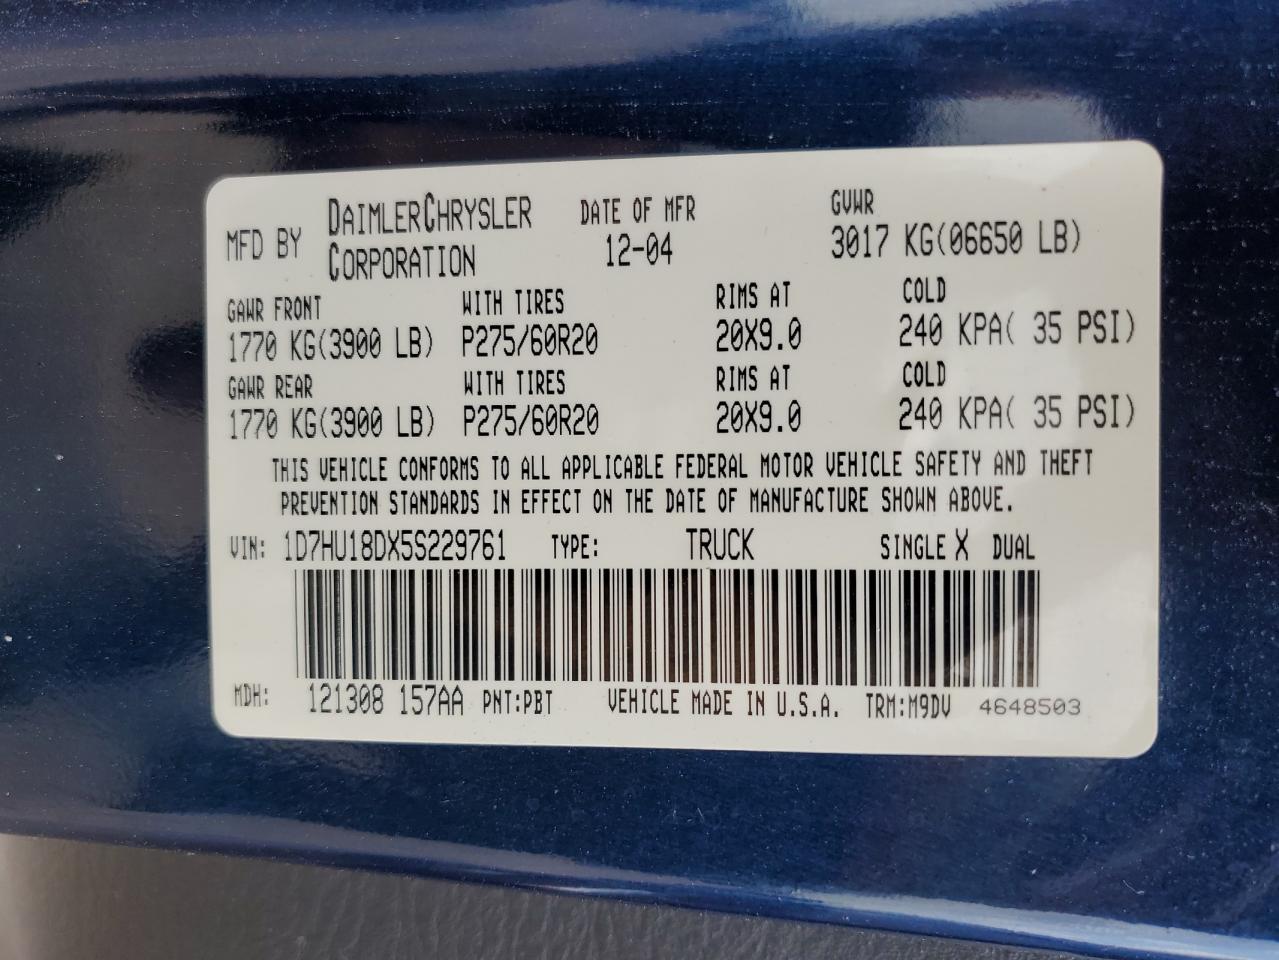 MFD BY DAIMLERCHRYSLER CORPORATION DATE OF MFR 12-04 GVWR 3017 KG(06650 LB)
GAWR FRONT WITH TIRES RIMS AT COLD
1770 KG(3900 LB) P275/60R20 20X9.0 240 KPA( 35 PSI)
GAWR REAR WITH TIRES RIMS AT COLD
1770 KG(3900 LB) P275/60R20 20X9.0 240 KPA( 35 PSI)
THIS VEHICLE CONFORMS TO ALL APPLICABLE FEDERAL MOTOR VEHICLE SAFETY AND THEFT
PREVENTION STANDARDS IN EFFECT ON THE DATE OF MANUFACTURE SHOWN ABOVE.
VIN: 1D7HU18DX5S229761 TYPE: TRUCK SINGLE X DUAL
MDH: 121308 157AA PNT:PBT VEHICLE MADE IN U.S.A. TRM:M9DV 4648503